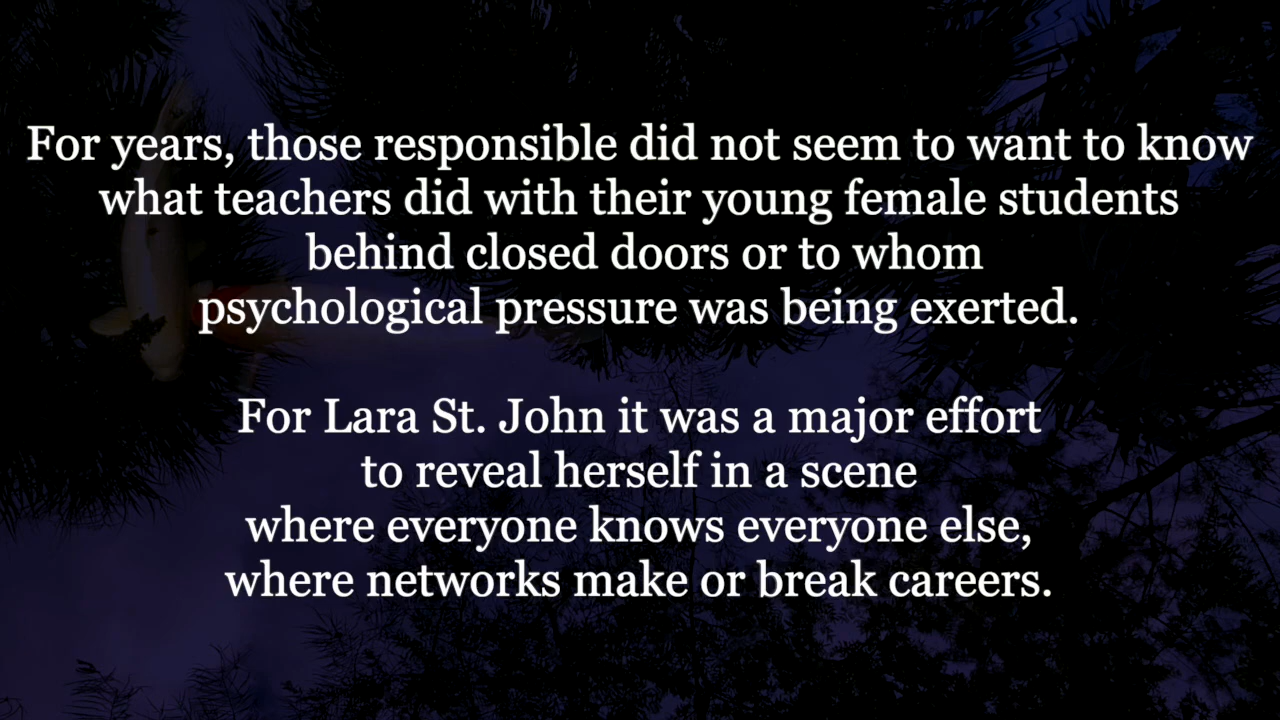 For years, those responsible did not seem to want to know
what teachers did with their young female students
behind closed doors or to whom
psychological pressure was being exerted.
For Lara St. John it was a major effort
to reveal herself in a scene
where everyone knows everyone else,
where networks make or break careers.